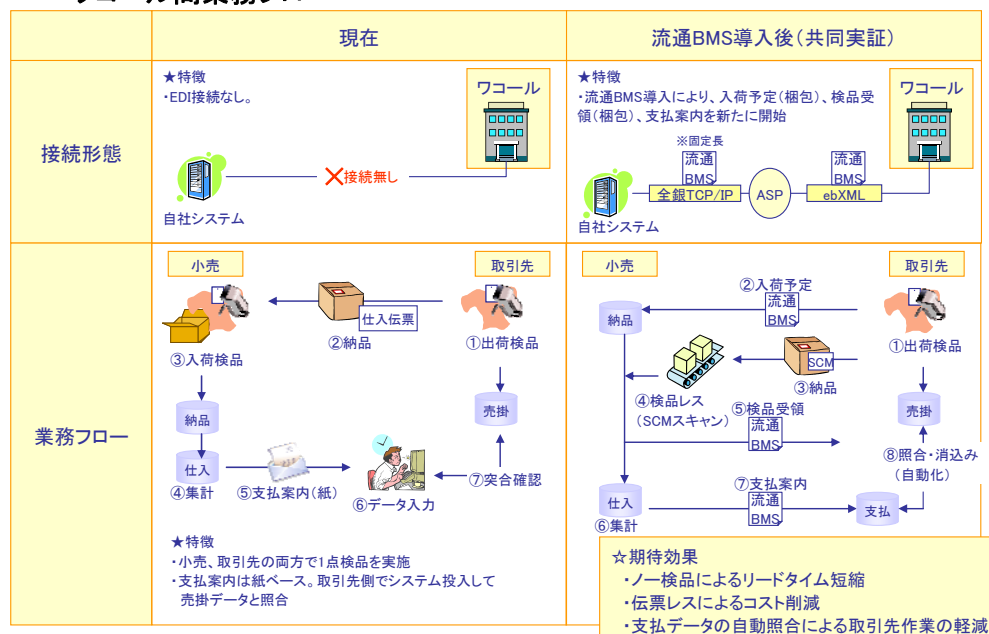 現在
流通BMS導入後(共同実証)
接続形態
★特徴
・EDI接続なし。
ワコール
接続無し
自社システム
★特徴
・流通BMS導入により、入荷予定(梱包)、検品受
領(梱包)、支払案内を新たに開始
ワコール
※固定長
流通
BMS
全銀TCP/IP
ASP
流通
BMS
ebXML
自社システム
業務フロー
小売
取引先
仕入伝票
②納品
①出荷検品
③入荷検品
納品
売掛
仕入
④集計
⑤支払案内(紙)
⑥データ入力
⑦突合確認
★特徴
・小売、取引先の両方で1点検品を実施
・支払案内は紙ベース。取引先側でシステム投入して
売掛データと照合
小売
取引先
②入荷予定
流通
BMS
納品
①出荷検品
SCM
③納品
④検品レス
(SCMスキャン)
⑤検品受領
流通
BMS
売掛
⑧照合・消込み
(自動化)
⑦支払案内
流通
BMS
仕入
支払
⑥集計
☆期待効果
・ノー検品によるリードタイム短縮
・伝票レスによるコスト削減
・支払データの自動照合による取引先作業の軽減